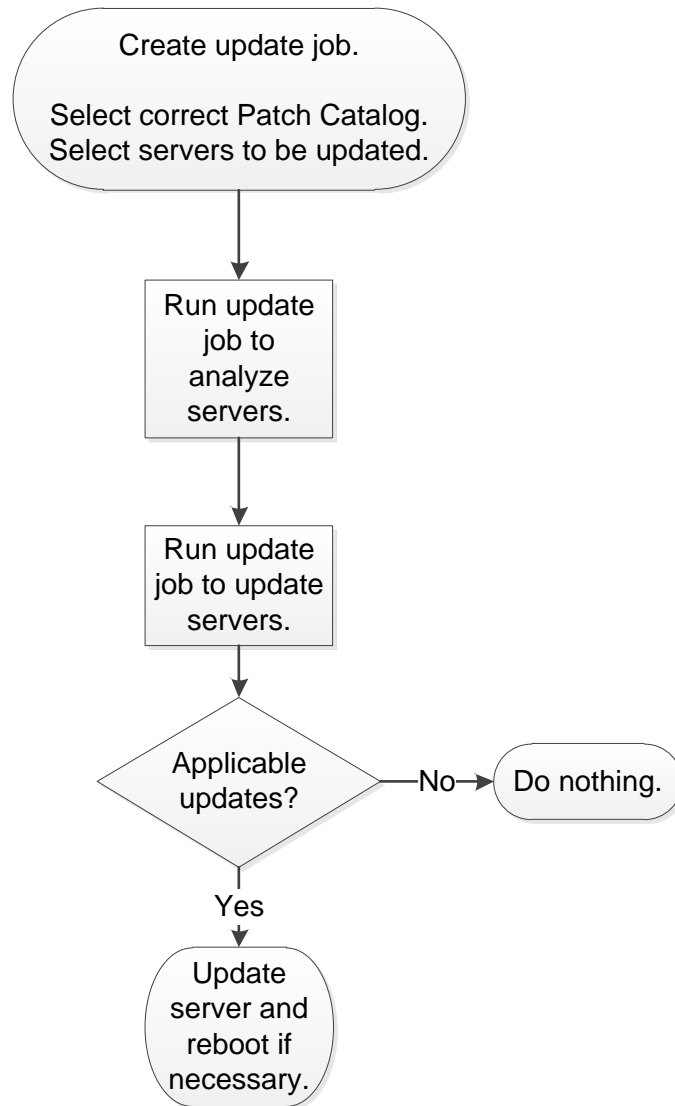 Create update job.
Select correct Patch Catalog.
Select servers to be updated.
Run update
job to
analyze
servers.
Run update
job to update
servers.
Applicable
updates?
No
Do nothing.
Yes
Update
server and
reboot if
necessary.